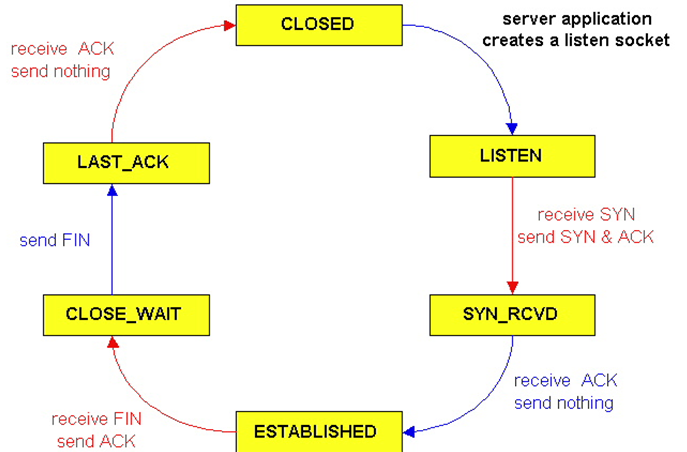 CLOSED
server application
creates a listen socket
receive ACK
send nothing
LAST_ACK
LISTEN
receive SYN
send SYN & ACK
send FIN
CLOSE_WAIT
SYN_RCVD
receive ACK
send nothing
receive FIN
send ACK
ESTABLISHED